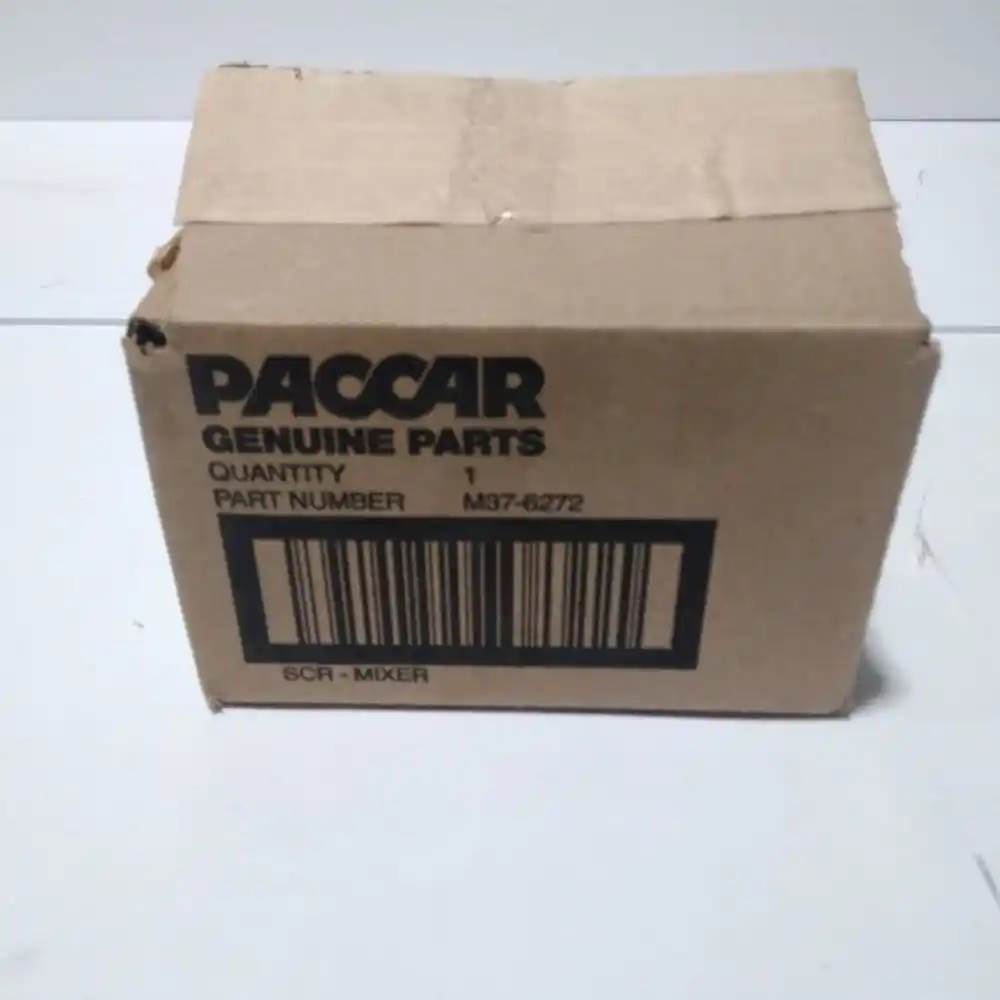 PACCAR
GENUINE PARTS
QUANTITY 1
PART NUMBER M37-6272
SCR - MIXER